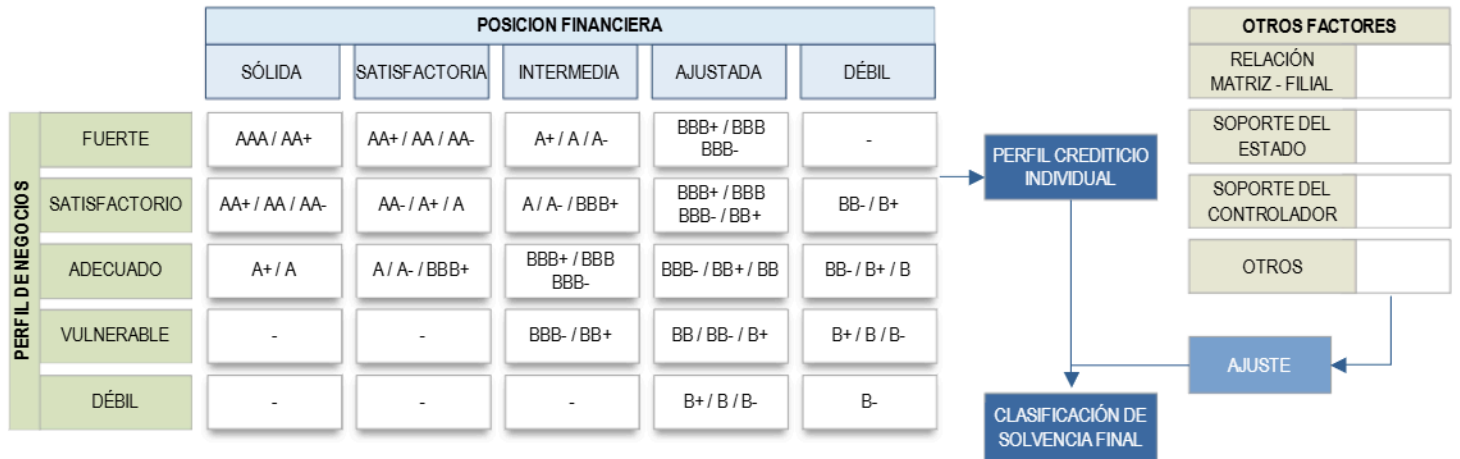 POSICION FINANCIERA
SÓLIDA
SATISFACTORIA
INTERMEDIA
AJUSTADA
DÉBIL
PERFIL DE NEGOCIOS
FUERTE
AAA / AA+
AA+ / AA / AA-
A+ / A / A-
BBB+ / BBB
BBB-
-
SATISFACTORIO
AA+ / AA / AA-
AA- / A+ / A
A / A- / BBB+
BBB+ / BBB
BBB- / BB+
BB- / B+
ADECUADO
A+ / A
A / A- / BBB+
BBB+ / BBB
BBB-
BBB- / BB+ / BB
BB- / B+ / B
VULNERABLE
-
-
BBB- / BB+
BB / BB- / B+
B+ / B / B-
DÉBIL
-
-
-
B+ / B / B-
B-
PERFIL CREDITICIO
INDIVIDUAL
CLASIFICACIÓN DE
SOLVENCIA FINAL
OTROS FACTORES
RELACIÓN
MATRIZ - FILIAL
SOPORTE DEL
ESTADO
SOPORTE DEL
CONTROLADOR
OTROS
AJUSTE